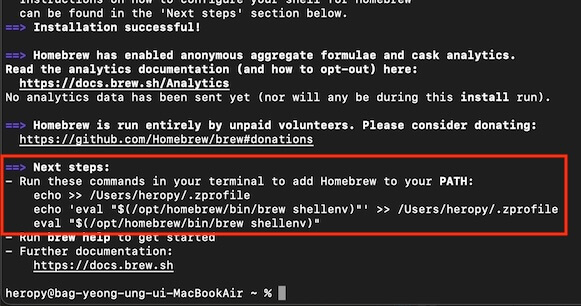 instructions on how to configure your shell for Homebrew
can be found in the 'Next steps' section below.
==> Installation successful!
==> Homebrew has enabled anonymous aggregate formulae and cask analytics.
Read the analytics documentation (and how to opt-out) here:
https://docs.brew.sh/Analytics
No analytics data has been sent yet (nor will any be during this install run).
==> Homebrew is run entirely by unpaid volunteers. Please consider donating:
https://github.com/Homebrew/brew#donations
==> Next steps:
- Run these commands in your terminal to add Homebrew to your PATH:
echo >> /Users/heropy/.zprofile
echo 'eval "$(/opt/homebrew/bin/brew shellenv)"' >> /Users/heropy/.zprofile
eval "$(/opt/homebrew/bin/brew shellenv)"
- Run brew help to get started
- Further documentation:
https://docs.brew.sh
heropy@bag-yeong-ung-ui-MacBookAir ~ %